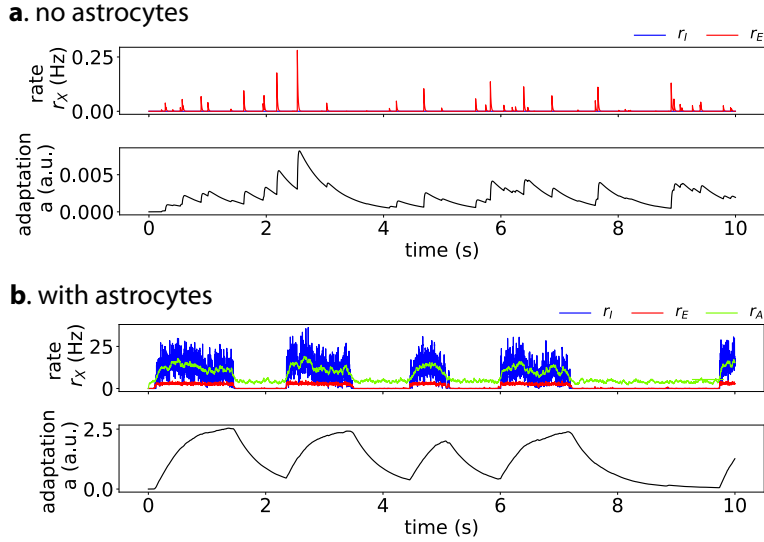 a. no astrocytes
r_I r_E
rate
r_X (Hz)
0.25
0.00
adaptation
a (a.u.)
0.005
0.000
0 2 4 6 8 10
time (s)
b. with astrocytes
r_I r_E r_A
rate
r_X (Hz)
25
0
adaptation
a (a.u.)
2.5
0.0
0 2 4 6 8 10
time (s)